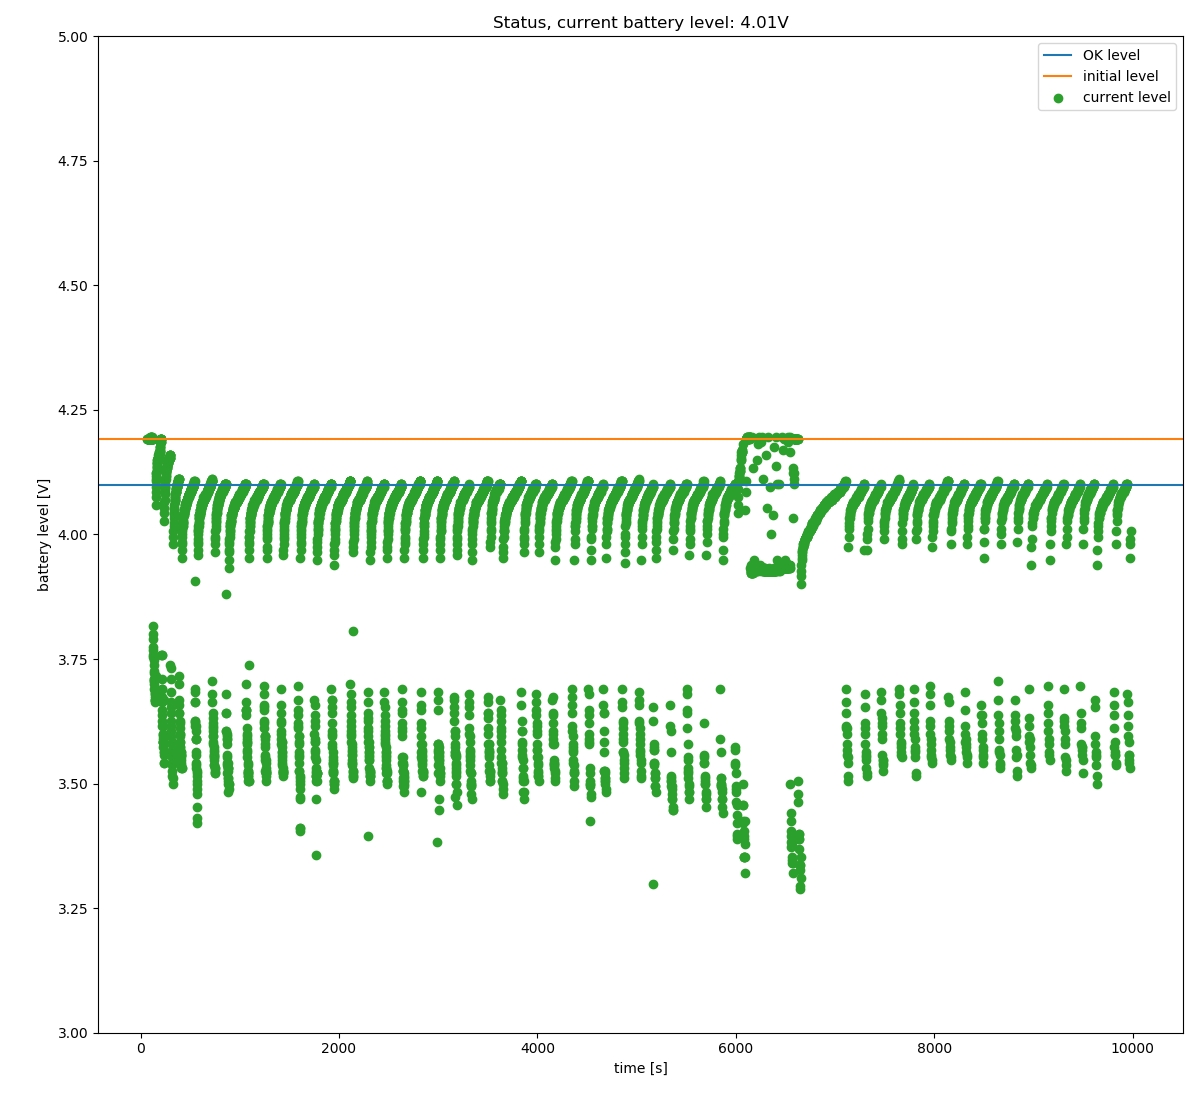 Status, current battery level: 4.01V
OK level
initial level
current level
5.00
4.75
4.50
4.25
4.00
3.75
3.50
3.25
3.00
battery level [V]
0
2000
4000
6000
8000
10000
time [s]